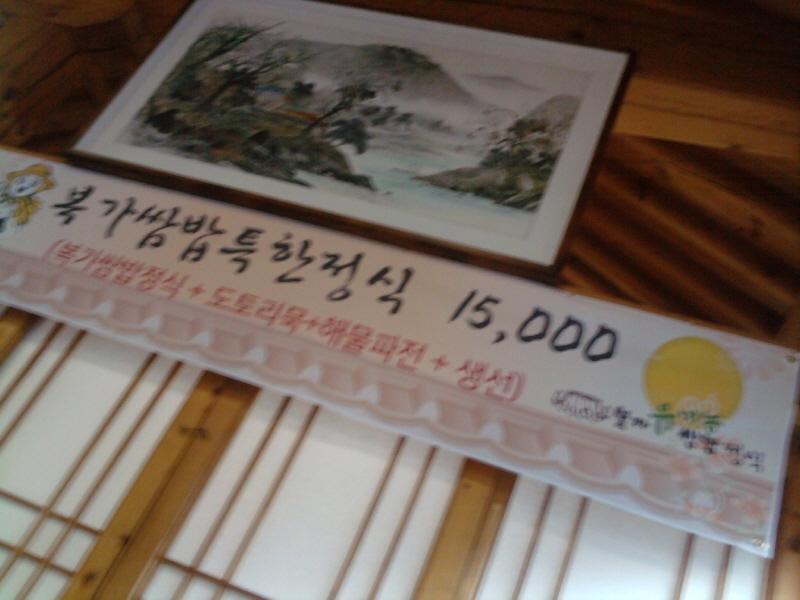 복가쌈밥특한정식 15,000
(복가쌈밥정식 + 도토리묵+해물파전 + 생선)